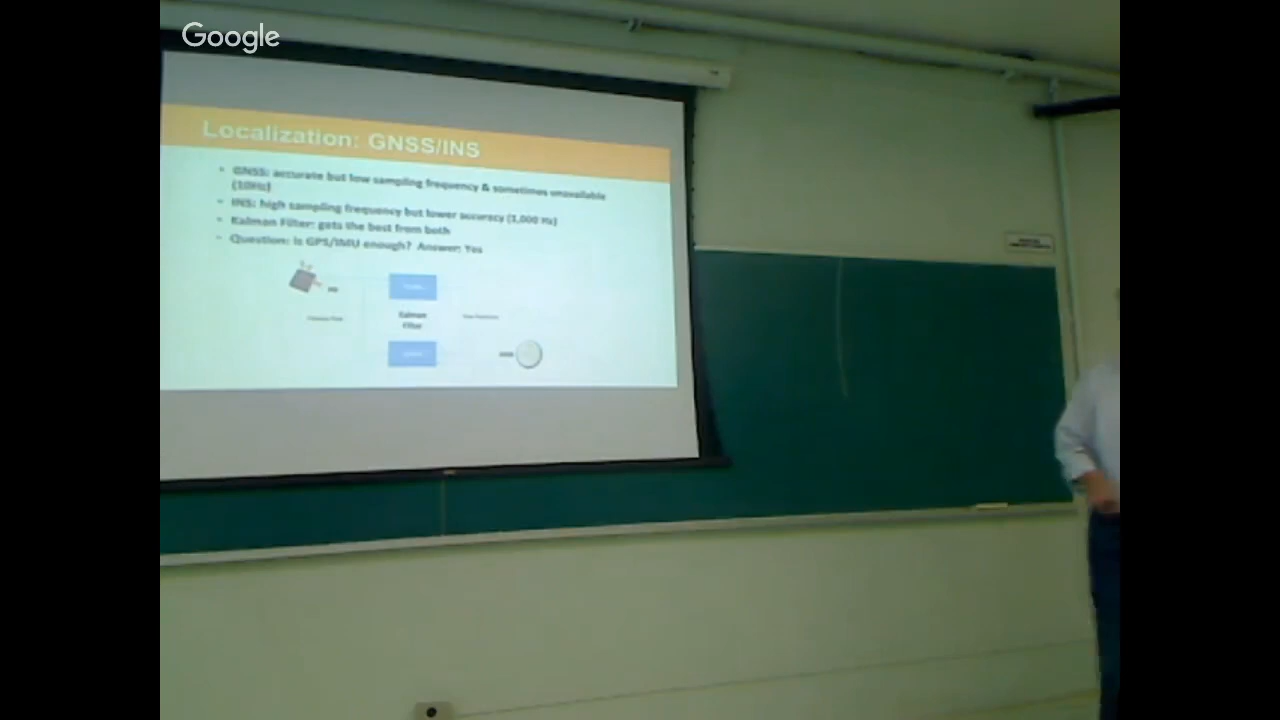 Google
Localization: GNSS/INS
• GNSS: accurate but low sampling frequency & sometimes unavailable
(10Hz)
• INS: high sampling frequency but lower accuracy (1,000 Hz)
• Kalman Filter: gets the best from both
• Question: is GPS/IMU enough? Answer: Yes
Kalman
Filter